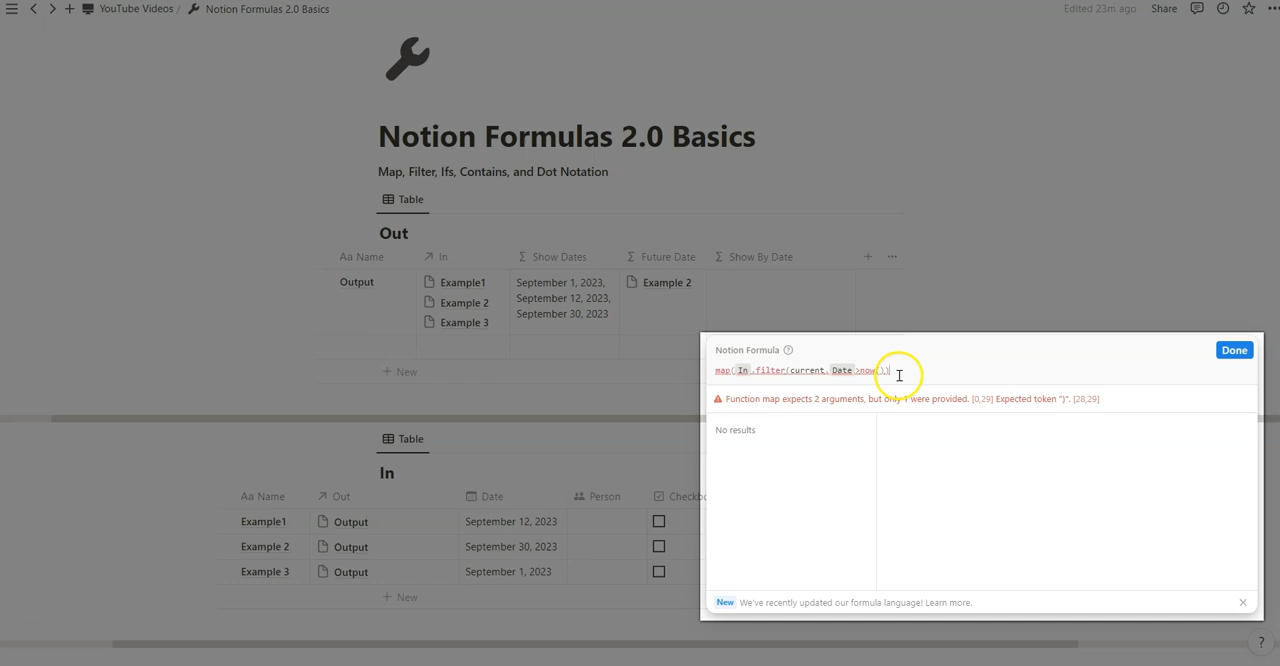 YouTube Videos / Notion Formulas 2.0 Basics
Edited 23m ago Share
Notion Formulas 2.0 Basics
Map, Filter, Ifs, Contains, and Dot Notation
Table
Out
Aa Name In Σ Show Dates Σ Future Date Σ Show By Date
Output Example1 September 1, 2023, Example 2
Example 2 September 12, 2023,
Example 3 September 30, 2023
+ New
Notion Formula
Done
map(In.filter(current.Date>now())
Function map expects 2 arguments, but only 1 were provided. [0,29] Expected token ")". [28,29]
No results
New We've recently updated our formula language! Learn more.
Table
In
Aa Name Out Date Person Checkbo
Example1 Output September 12, 2023
Example 2 Output September 30, 2023
Example 3 Output September 1, 2023
+ New
?